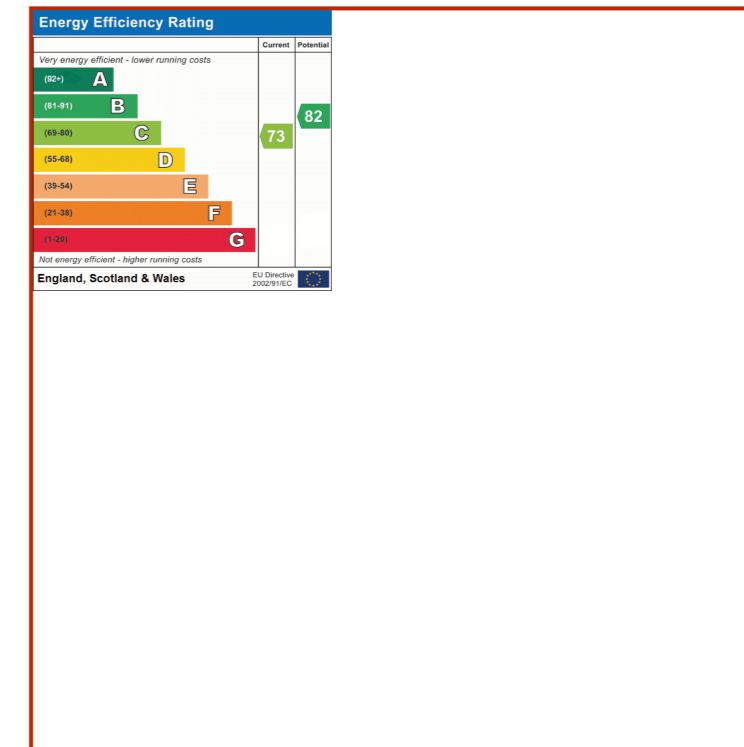 Energy Efficiency Rating
Current Potential
Very energy efficient - lower running costs
(92+) A
(81-91) B
82
(69-80) C
73
(55-68) D
(39-54) E
(21-38) F
(1-20) G
Not energy efficient - higher running costs
England, Scotland & Wales
EU Directive
2002/91/EC